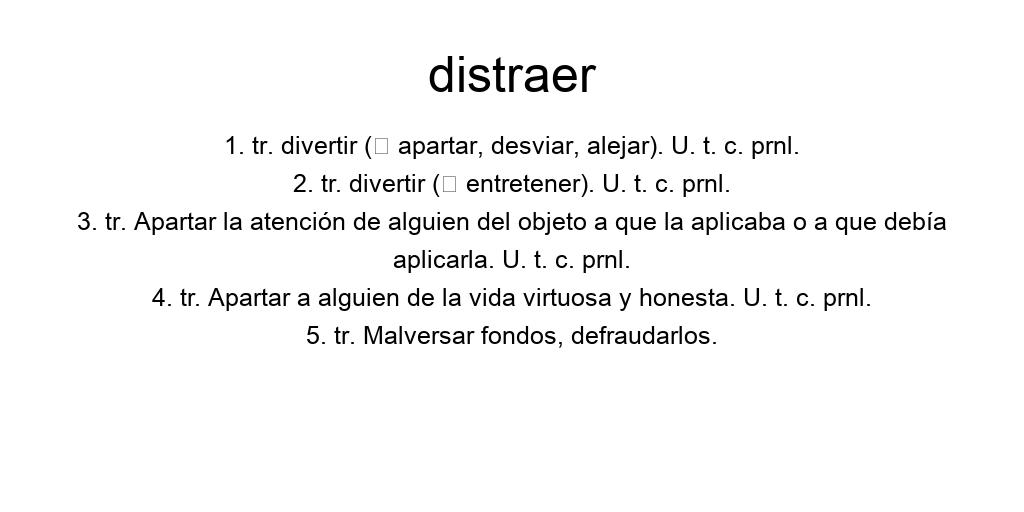 distraer
1. tr. divertir (□ apartar, desviar, alejar). U. t. c. prnl.
2. tr. divertir (□ entretener). U. t. c. prnl.
3. tr. Apartar la atención de alguien del objeto a que la aplicaba o a que debía
aplicarla. U. t. c. prnl.
4. tr. Apartar a alguien de la vida virtuosa y honesta. U. t. c. prnl.
5. tr. Malversar fondos, defraudarlos.